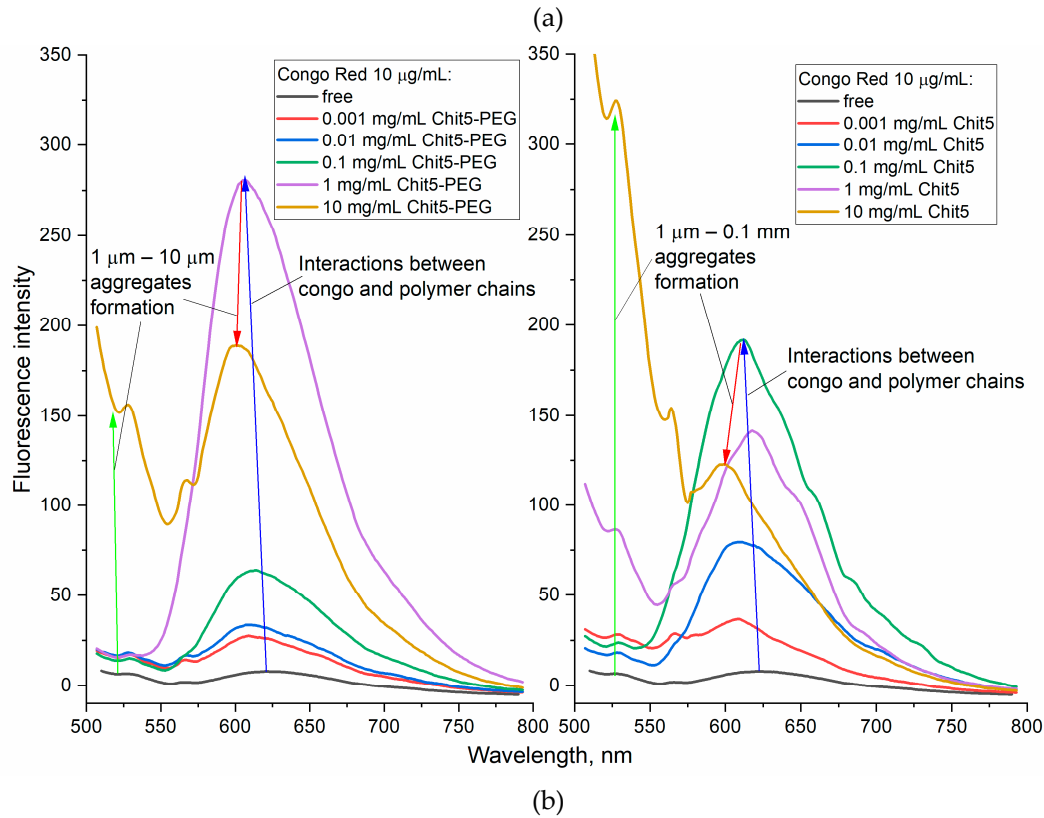 (a)
Fluorescence intensity
350
300
250
200
150
100
50
0
500
550
600
650
700
750
800
Congo Red 10 μg/mL:
free
0.001 mg/mL Chit5-PEG
0.01 mg/mL Chit5-PEG
0.1 mg/mL Chit5-PEG
1 mg/mL Chit5-PEG
10 mg/mL Chit5-PEG
1 μm – 10 μm
aggregates
formation
Interactions between
congo and polymer chains
350
300
250
200
150
100
50
0
500
550
600
650
700
750
800
Congo Red 10 μg/mL:
free
0.001 mg/mL Chit5
0.01 mg/mL Chit5
0.1 mg/mL Chit5
1 mg/mL Chit5
10 mg/mL Chit5
1 μm – 0.1 mm
aggregates
formation
Interactions between
congo and polymer chains
Wavelength, nm
(b)